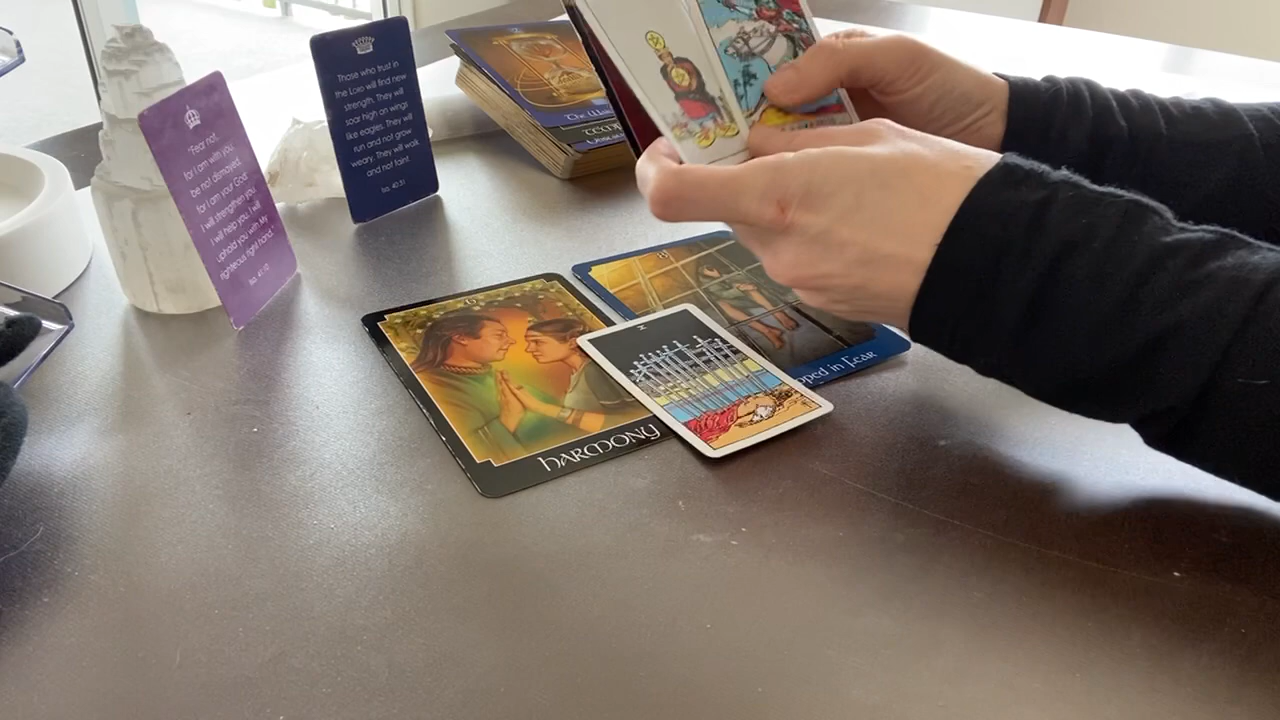 "Fear not,
for I am with you;
be not dismayed,
for I am your God.
I will strengthen you,
I will help you, I will
uphold you with My
righteous right hand."
Isa. 41:10
Those who trust in
the LORD will find new
strength. They will
soar high on wings
like eagles. They will
run and not grow
weary. They will walk
and not faint.
Isa. 40:31
The
6
HARMONY
X
in Fear